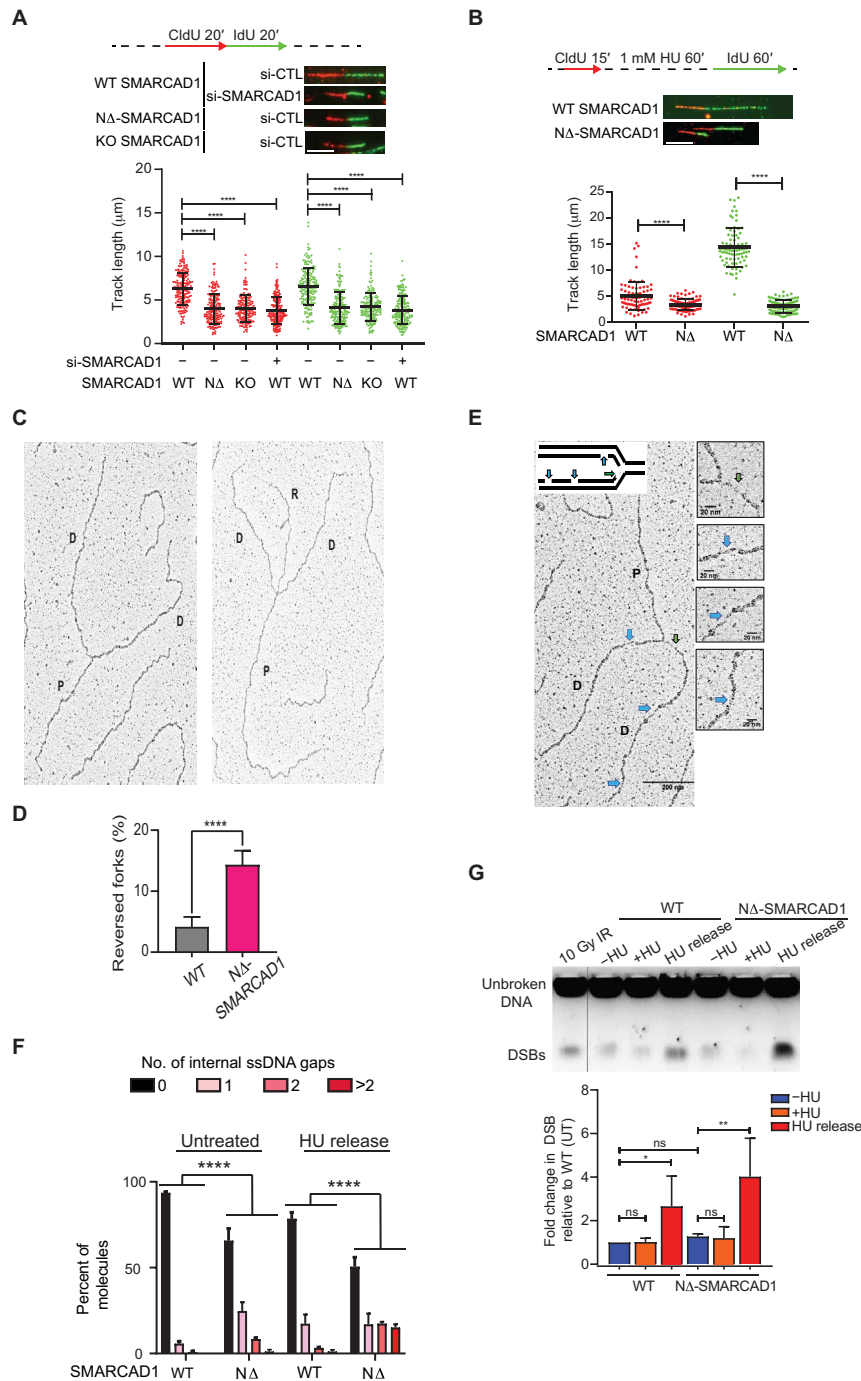 A
CldU 20′ IdU 20′
WT SMARCAD1
si-CTL
si-SMARCAD1
NΔ-SMARCAD1
si-CTL
KO SMARCAD1
si-CTL
Track length (μm)
20
15
10
5
0
****
****
****
****
****
****
si-SMARCAD1 – – – + – – – +
SMARCAD1 WT NΔ KO WT WT NΔ KO WT
B
CldU 15′ 1 mM HU 60′ IdU 60′
WT SMARCAD1
NΔ-SMARCAD1
Track length (μm)
25
20
15
10
5
0
****
****
SMARCAD1 WT NΔ WT NΔ
C
D
D
P
R
D
D
P
D
Reversed forks (%)
20
10
0
****
WT
NΔ-
SMARCAD1
E
P
D
D
200 nm
20 nm
20 nm
20 nm
20 nm
F
No. of internal ssDNA gaps
0 1 2 >2
Untreated HU release
**** ****
Percent of
molecules
100
50
0
SMARCAD1 WT NΔ WT NΔ
G
WT NΔ-SMARCAD1
10 Gy IR –HU +HU HU release –HU +HU HU release
Unbroken
DNA
DSBs
Fold change in DSB
relative to WT (UT)
8
6
4
2
0
–HU
+HU
HU release
ns
**
*
ns
ns
WT NΔ-SMARCAD1